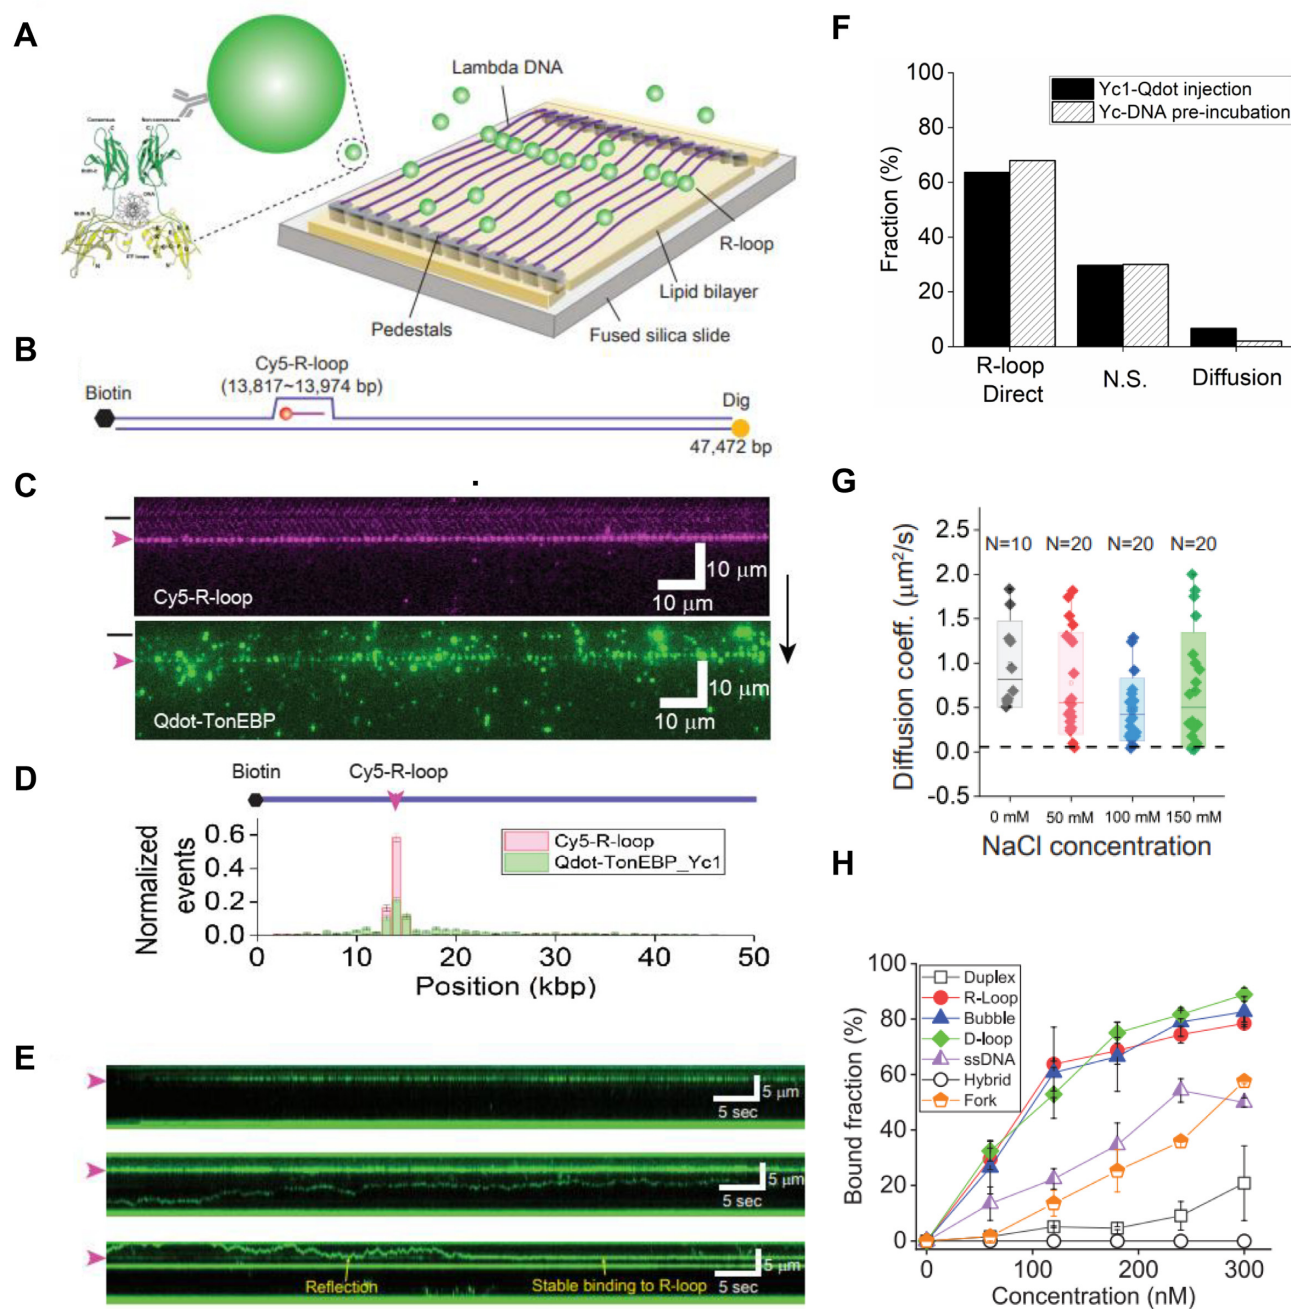 A
Lambda DNA
Consensus
Non-consensus
C
C
DNA
N
N
R-loop
Lipid bilayer
Pedestals
Fused silica slide
B
Cy5-R-loop
(13,817~13,974 bp)
Biotin
Dig
47,472 bp
C
10 μm
10 μm
Cy5-R-loop
10 μm
10 μm
Qdot-TonEBP
D
Biotin
Cy5-R-loop
Normalized
events
0.6
0.4
0.2
0.0
Cy5-R-loop
Qdot-TonEBP_Yc1
0
10
20
30
40
50
Position (kbp)
E
5 μm
5 sec
5 μm
5 sec
5 μm
5 sec
Reflection
Stable binding to R-loop
F
Fraction (%)
100
80
60
40
20
0
Yc1-Qdot injection
Yc-DNA pre-incubation
R-loop
Direct
N.S.
Diffusion
G
Diffusion coeff. (μm²/s)
2.5
2.0
1.5
1.0
0.5
0.0
-0.5
N=10
N=20
N=20
N=20
0 mM
50 mM
100 mM
150 mM
NaCl concentration
H
Bound fraction (%)
100
80
60
40
20
0
Duplex
R-Loop
Bubble
D-loop
ssDNA
Hybrid
Fork
0
100
200
300
Concentration (nM)